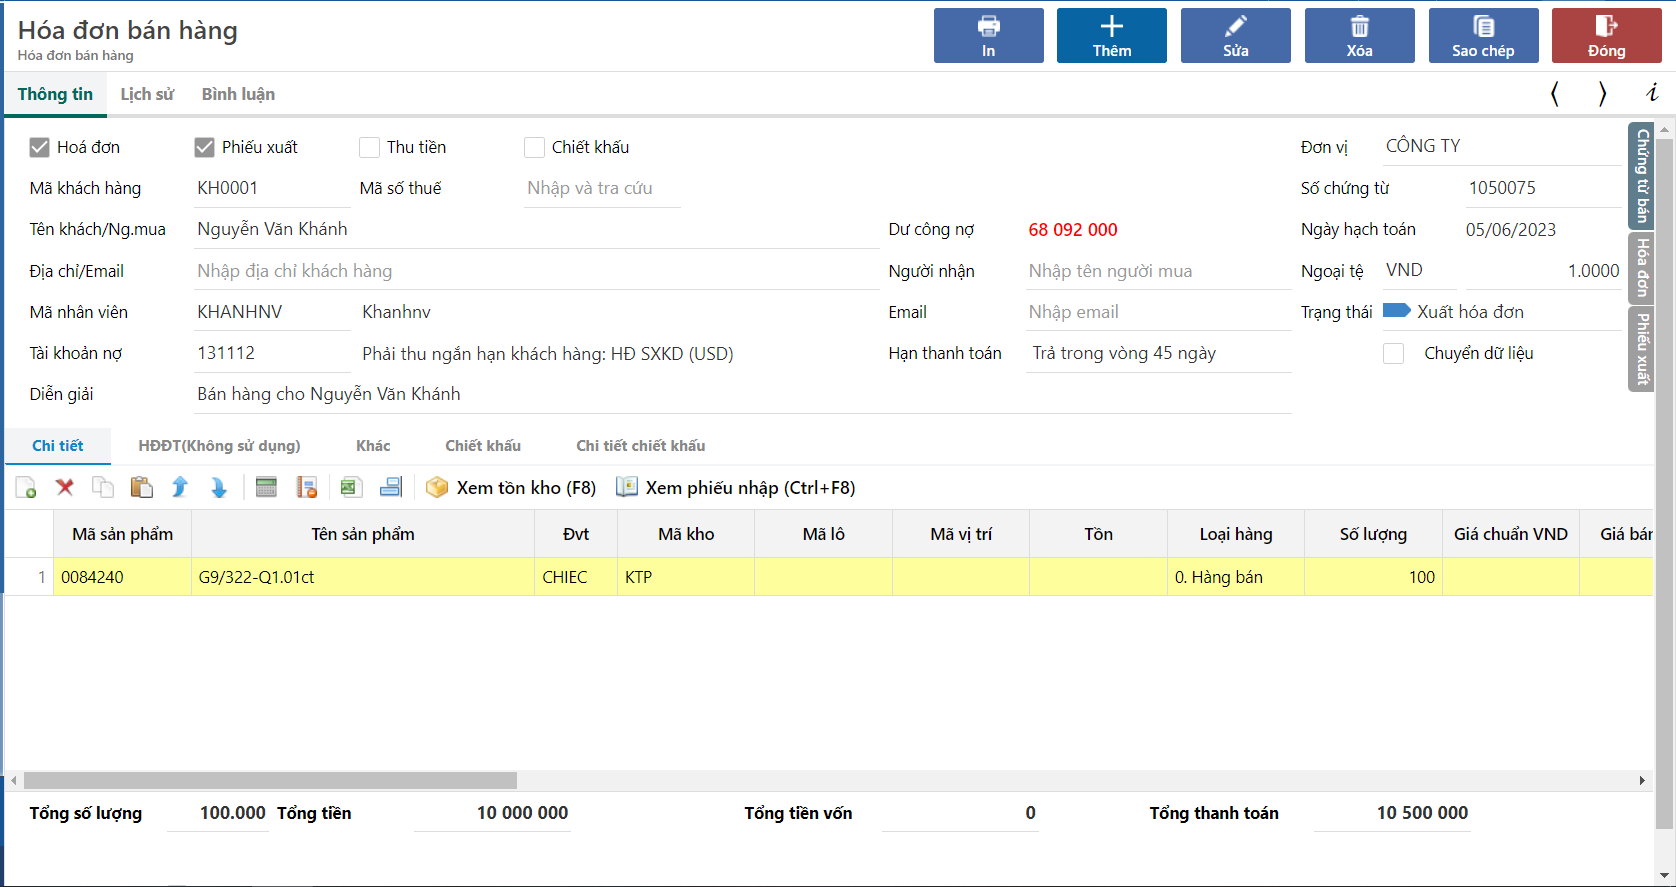 Hóa đơn bán hàng
Hóa đơn bán hàng
In
Thêm
Sửa
Xóa
Sao chép
Đóng
Thông tin
Lịch sử
Bình luận
Hoá đơn
Phiếu xuất
Thu tiền
Chiết khấu
Đơn vị
CÔNG TY
Mã khách hàng
KH0001
Mã số thuế
Nhập và tra cứu
Số chứng từ
1050075
Tên khách/Ng.mua
Nguyễn Văn Khánh
Dư công nợ
68 092 000
Ngày hạch toán
05/06/2023
Địa chỉ/Email
Nhập địa chỉ khách hàng
Người nhận
Nhập tên người mua
Ngoại tệ
VND
1.0000
Mã nhân viên
KHANHNV
Khanhnv
Email
Nhập email
Trạng thái
Xuất hóa đơn
Tài khoản nợ
131112
Phải thu ngắn hạn khách hàng: HĐ SXKD (USD)
Hạn thanh toán
Trả trong vòng 45 ngày
Chuyển dữ liệu
Diễn giải
Bán hàng cho Nguyễn Văn Khánh
Chứng từ bán
Hóa đơn
Phiếu xuất
Chi tiết
HĐĐT(Không sử dụng)
Khác
Chiết khấu
Chi tiết chiết khấu
Xem tồn kho (F8)
Xem phiếu nhập (Ctrl+F8)
Mã sản phẩm
Tên sản phẩm
Đvt
Mã kho
Mã lô
Mã vị trí
Tồn
Loại hàng
Số lượng
Giá chuẩn VND
Giá bán
1
0084240
G9/322-Q1.01ct
CHIEC
KTP
0. Hàng bán
100
Tổng số lượng
100.000
Tổng tiền
10 000 000
Tổng tiền vốn
0
Tổng thanh toán
10 500 000